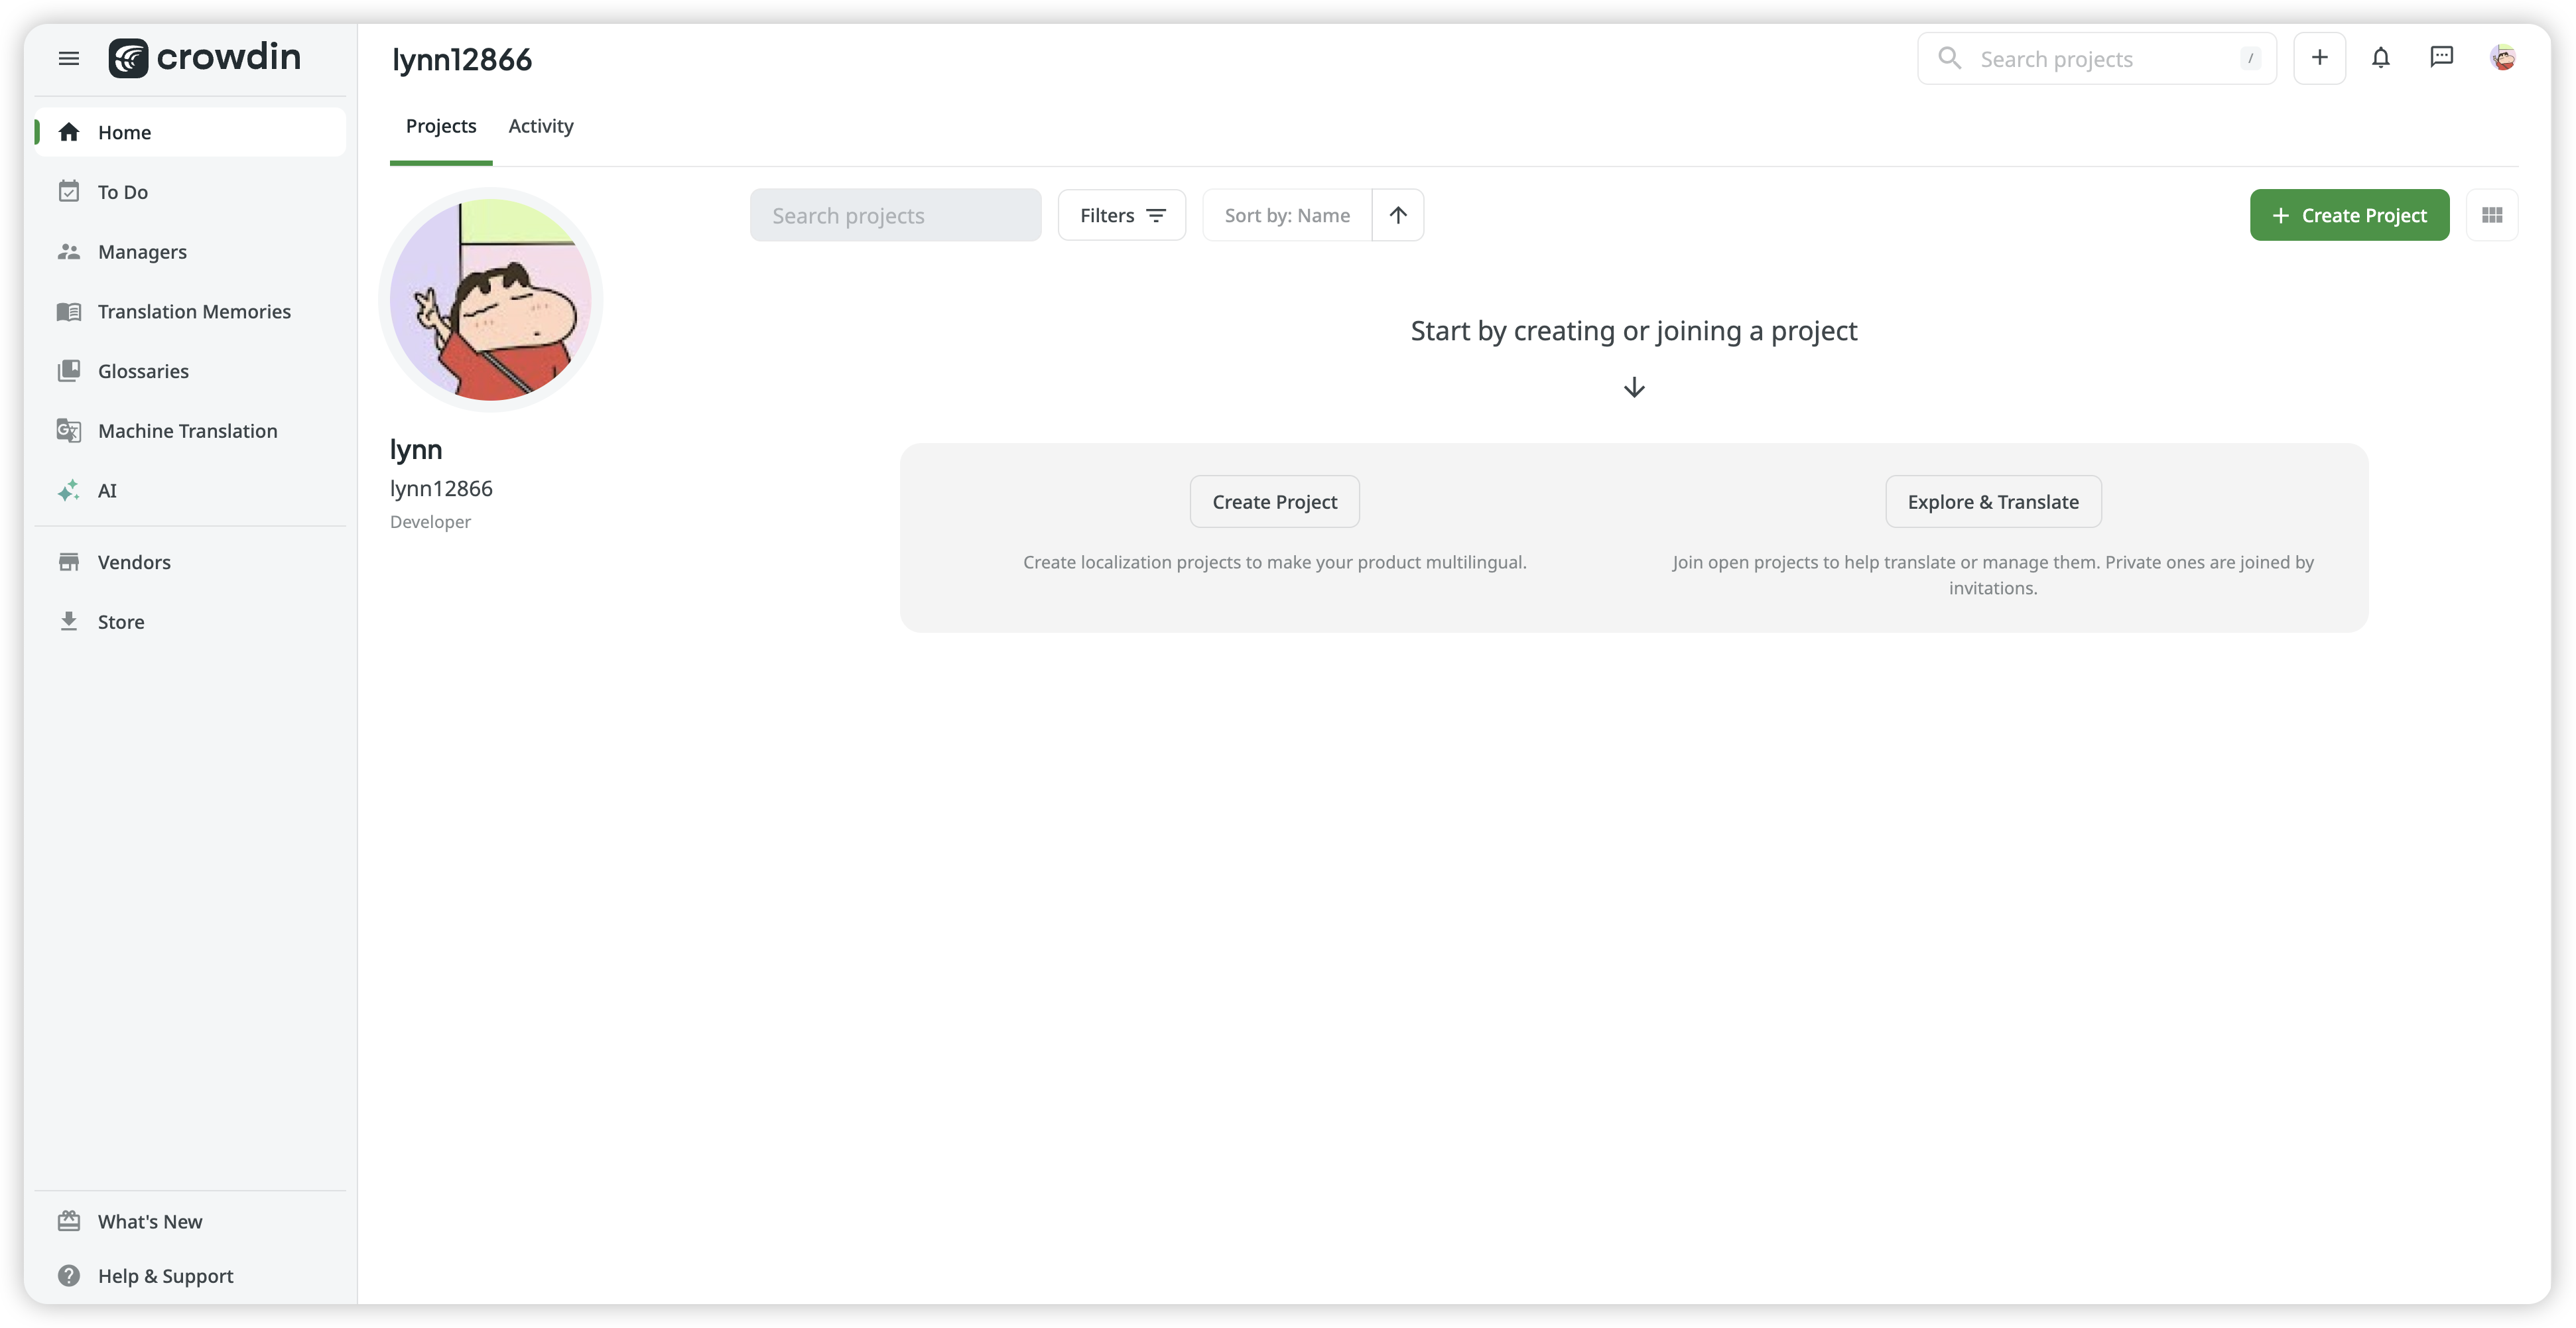 crowdin
Home
To Do
Managers
Translation Memories
Glossaries
Machine Translation
AI
Vendors
Store
What's New
Help & Support
lynn12866
Search projects /
Projects Activity
lynn
lynn12866
Developer
Search projects Filters Sort by: Name Create Project
Start by creating or joining a project
Create Project
Create localization projects to make your product multilingual.
Explore & Translate
Join open projects to help translate or manage them. Private ones are joined by
invitations.